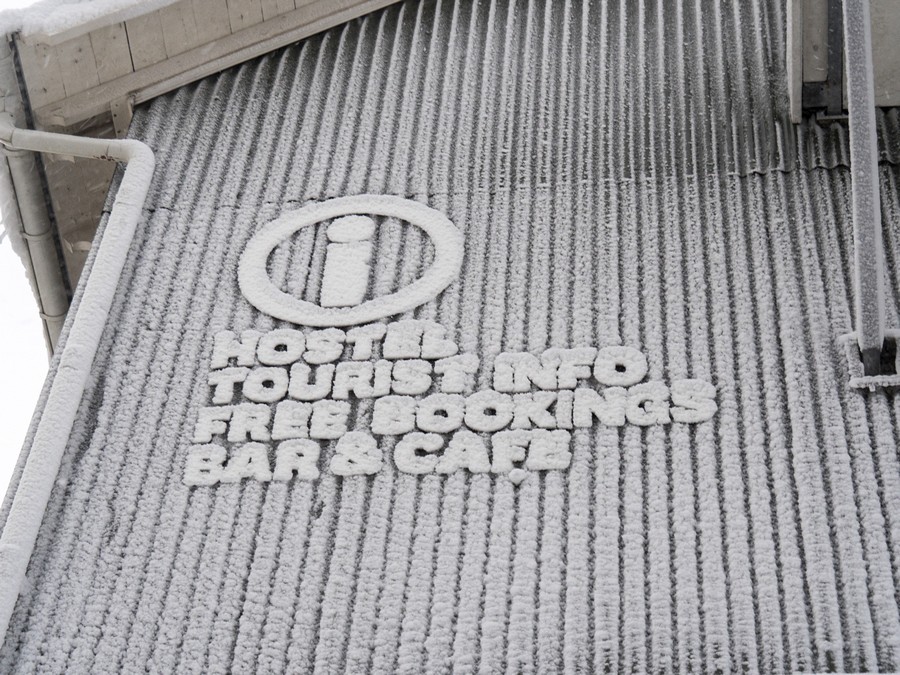 i
HOSTEL
TOURIST INFO
FREE BOOKINGS
BAR & CAFE